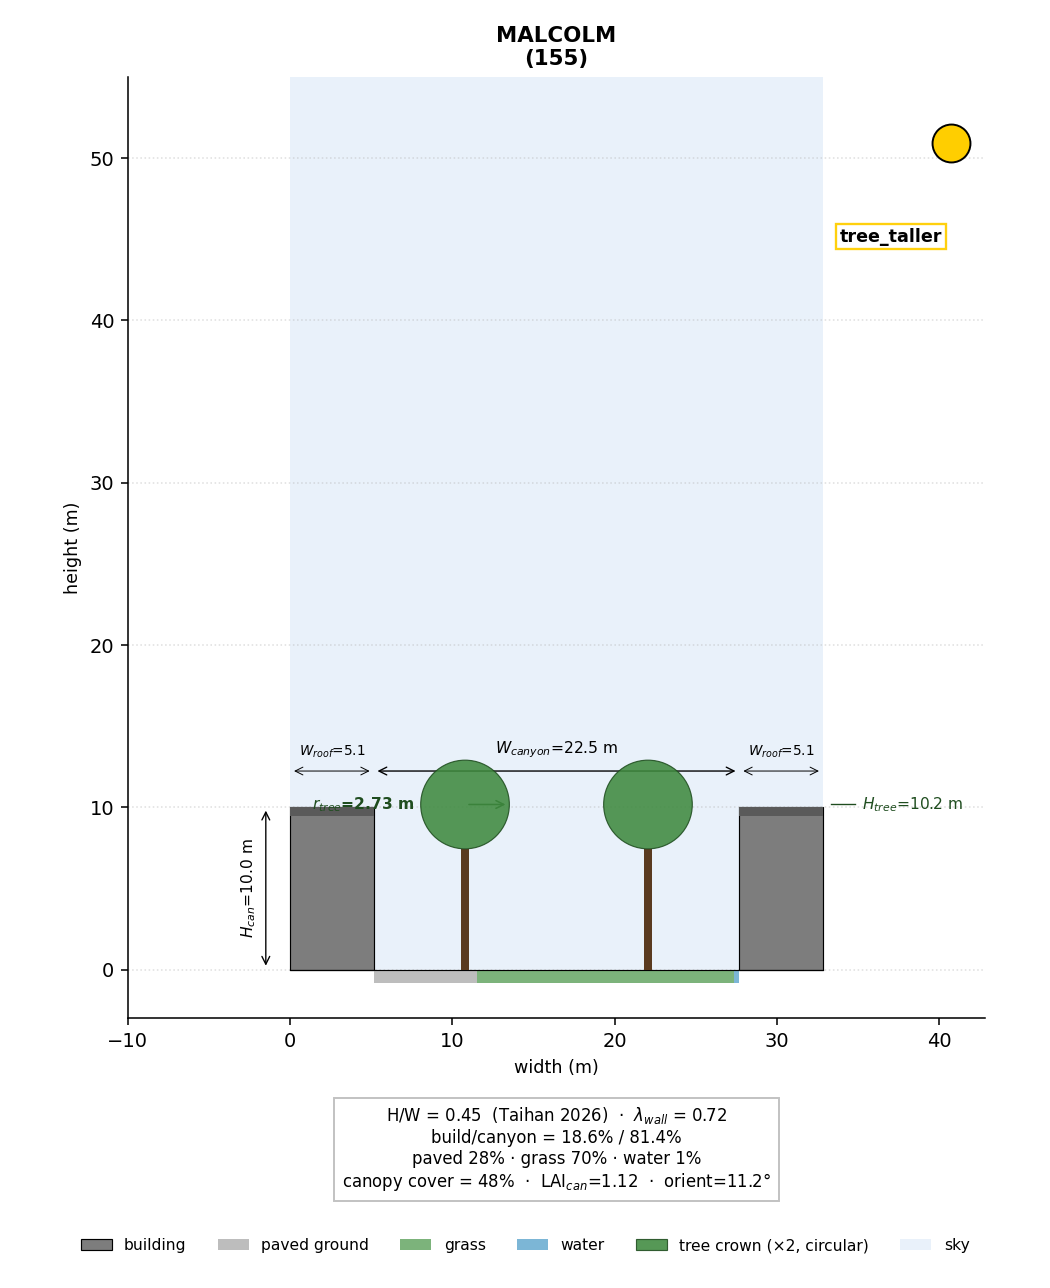 MALCOLM
(155)
50
tree_taller
40
30
height (m)
20
W_roof=5.1
W_canyon=22.5 m
W_roof=5.1
r_tree=2.73 m
H_tree=10.2 m
10
H_can=10.0 m
0
−10 0 10 20 30 40
width (m)
H/W = 0.45 (Taihan 2026) · λ_wall = 0.72
build/canyon = 18.6% / 81.4%
paved 28% · grass 70% · water 1%
canopy cover = 48% · LAI_can=1.12 · orient=11.2°
building paved ground grass water tree crown (×2, circular) sky